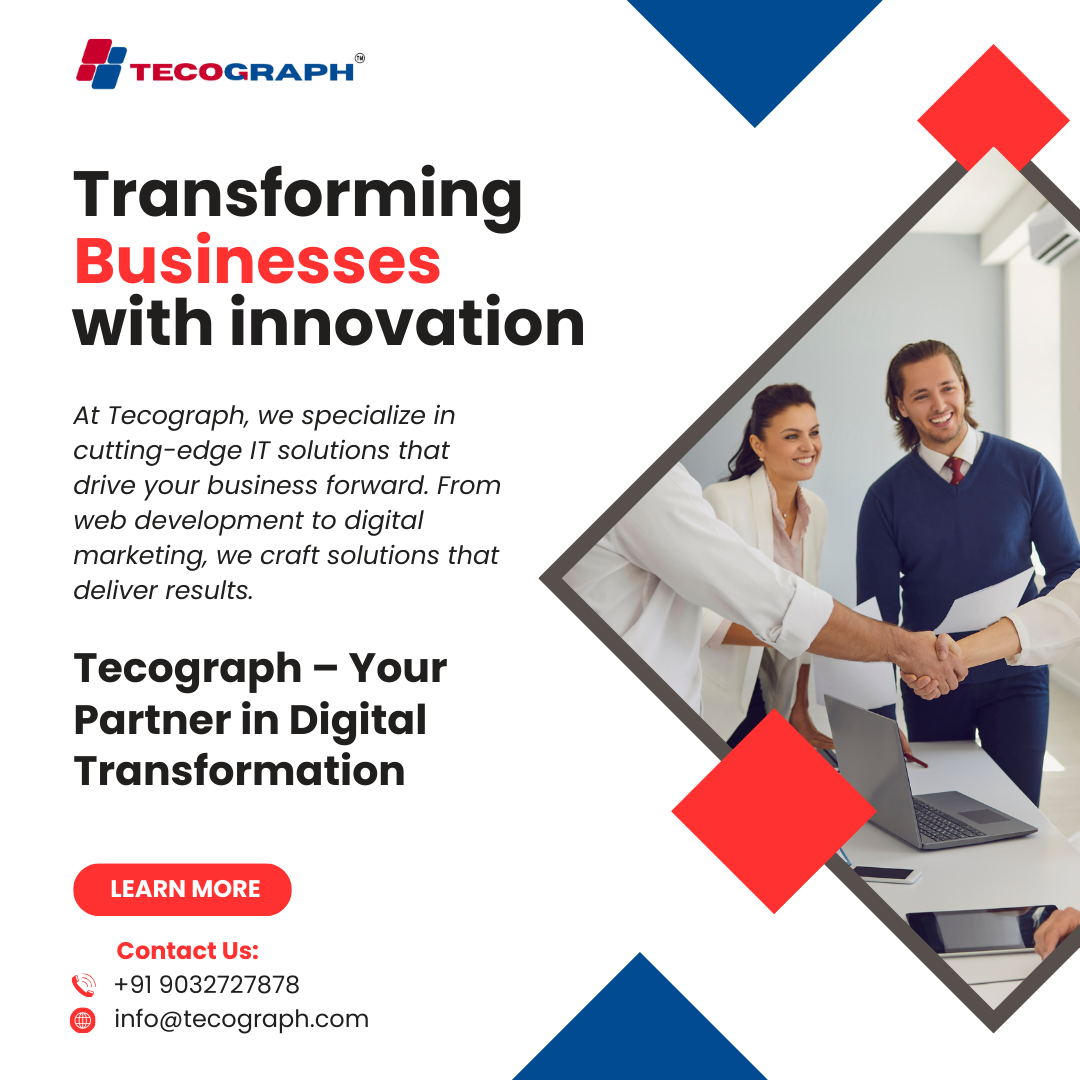 TECOGRAPH™
Transforming
Businesses
with innovation
At Tecograph, we specialize in
cutting-edge IT solutions that
drive your business forward. From
web development to digital
marketing, we craft solutions that
deliver results.
Tecograph – Your
Partner in Digital
Transformation
LEARN MORE
Contact Us:
+91 9032727878
info@tecograph.com